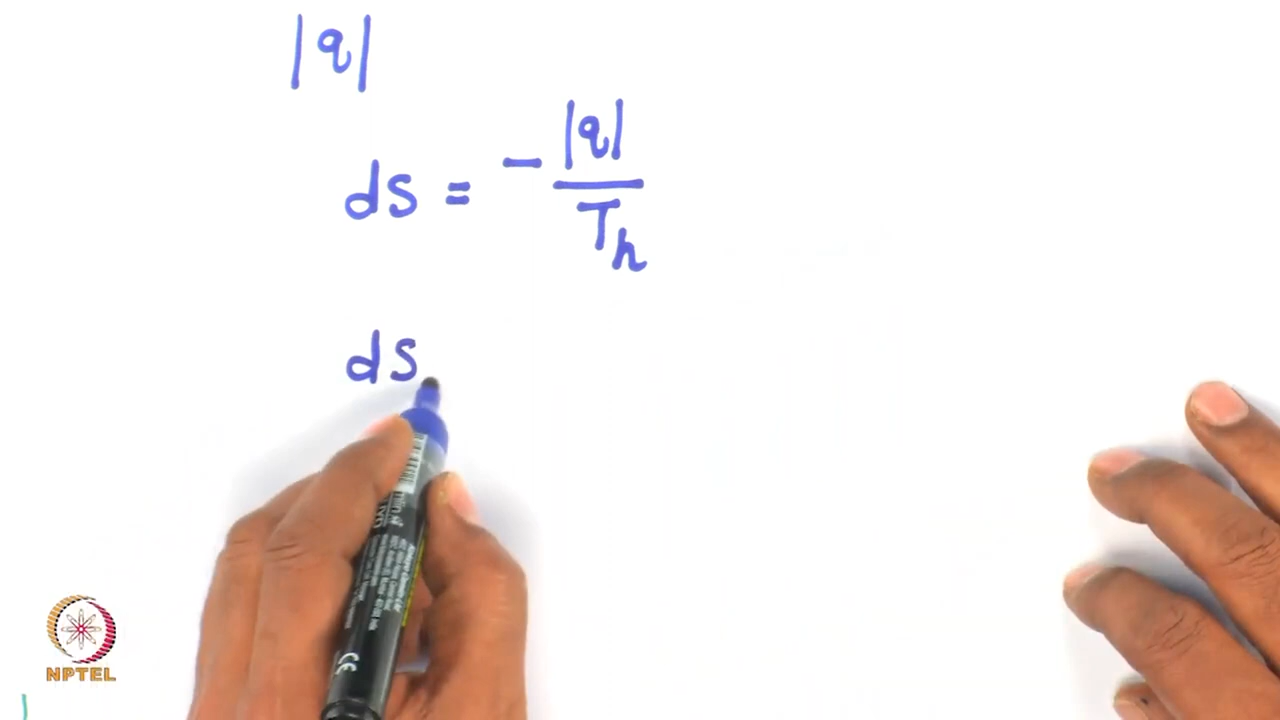 |q|
dS = - |q| / T_h
dS
NPTEL